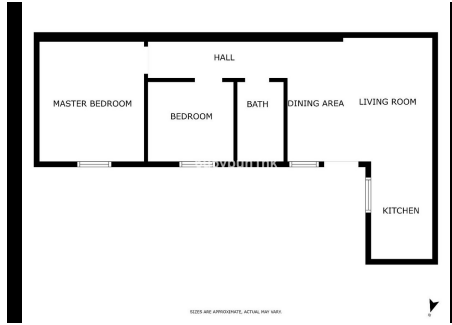 HALL
MASTER BEDROOM
BEDROOM
BATH
DINING AREA
LIVING ROOM
KITCHEN
SIZES ARE APPROXIMATE, ACTUAL MAY VARY.